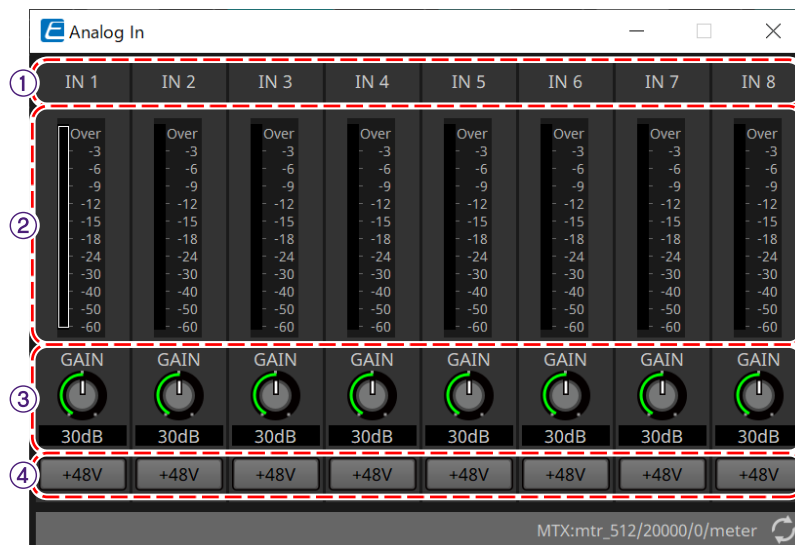 Analog In
① IN 1 IN 2 IN 3 IN 4 IN 5 IN 6 IN 7 IN 8
②
Over Over Over Over Over Over Over Over
-3 -3 -3 -3 -3 -3 -3 -3
-6 -6 -6 -6 -6 -6 -6 -6
-9 -9 -9 -9 -9 -9 -9 -9
-12 -12 -12 -12 -12 -12 -12 -12
-15 -15 -15 -15 -15 -15 -15 -15
-18 -18 -18 -18 -18 -18 -18 -18
-24 -24 -24 -24 -24 -24 -24 -24
-30 -30 -30 -30 -30 -30 -30 -30
-40 -40 -40 -40 -40 -40 -40 -40
-50 -50 -50 -50 -50 -50 -50 -50
-60 -60 -60 -60 -60 -60 -60 -60
③
GAIN GAIN GAIN GAIN GAIN GAIN GAIN GAIN
30dB 30dB 30dB 30dB 30dB 30dB 30dB 30dB
④ +48V +48V +48V +48V +48V +48V +48V +48V
MTX:mtr_512/20000/0/meter